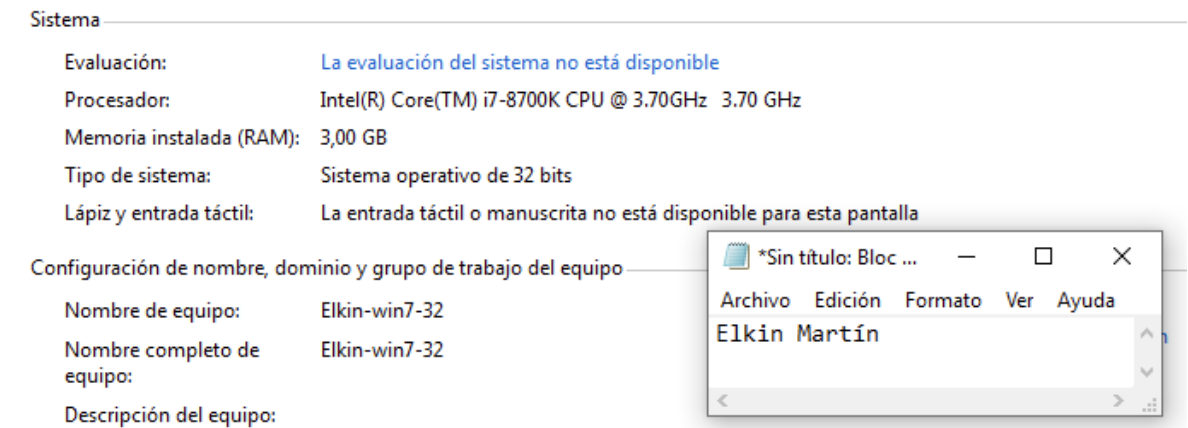 Sistema
Evaluación: La evaluación del sistema no está disponible
Procesador: Intel(R) Core(TM) i7-8700K CPU @ 3.70GHz 3.70 GHz
Memoria instalada (RAM): 3,00 GB
Tipo de sistema: Sistema operativo de 32 bits
Lápiz y entrada táctil: La entrada táctil o manuscrita no está disponible para esta pantalla
Configuración de nombre, dominio y grupo de trabajo del equipo
Nombre de equipo: Elkin-win7-32
Nombre completo de Elkin-win7-32
equipo:
Descripción del equipo:
*Sin título: Bloc ...
Archivo Edición Formato Ver Ayuda
Elkin Martín